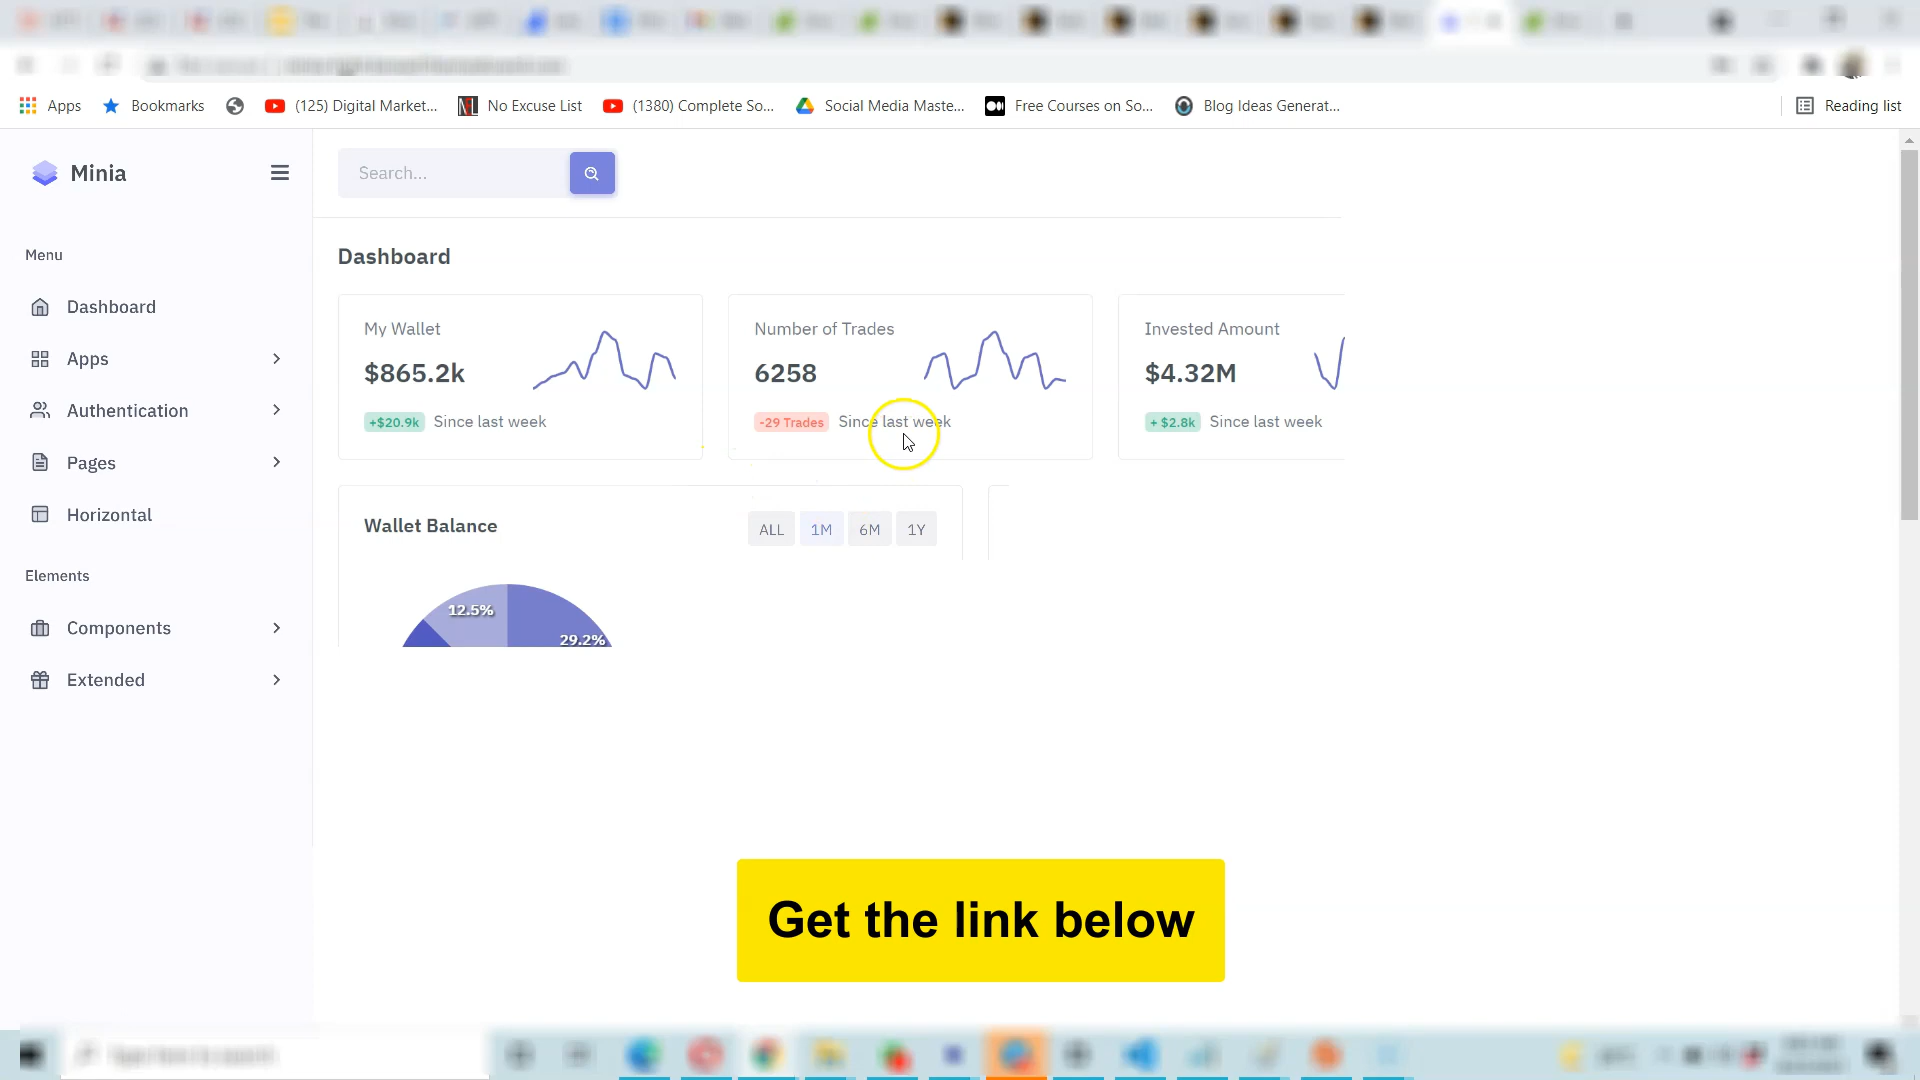 Apps
Bookmarks
(125) Digital Market...
No Excuse List
(1380) Complete So...
Social Media Maste...
Free Courses on So...
Blog Ideas Generat...
Reading list
Minia
Search...
Menu
Dashboard
Apps
Authentication
Pages
Horizontal
Elements
Components
Extended
Dashboard
My Wallet
$865.2k
+$20.9k Since last week
Number of Trades
6258
-29 Trades Since last week
Invested Amount
$4.32M
+ $2.8k Since last week
Wallet Balance
ALL 1M 6M 1Y
12.5%
29.2%
Get the link below